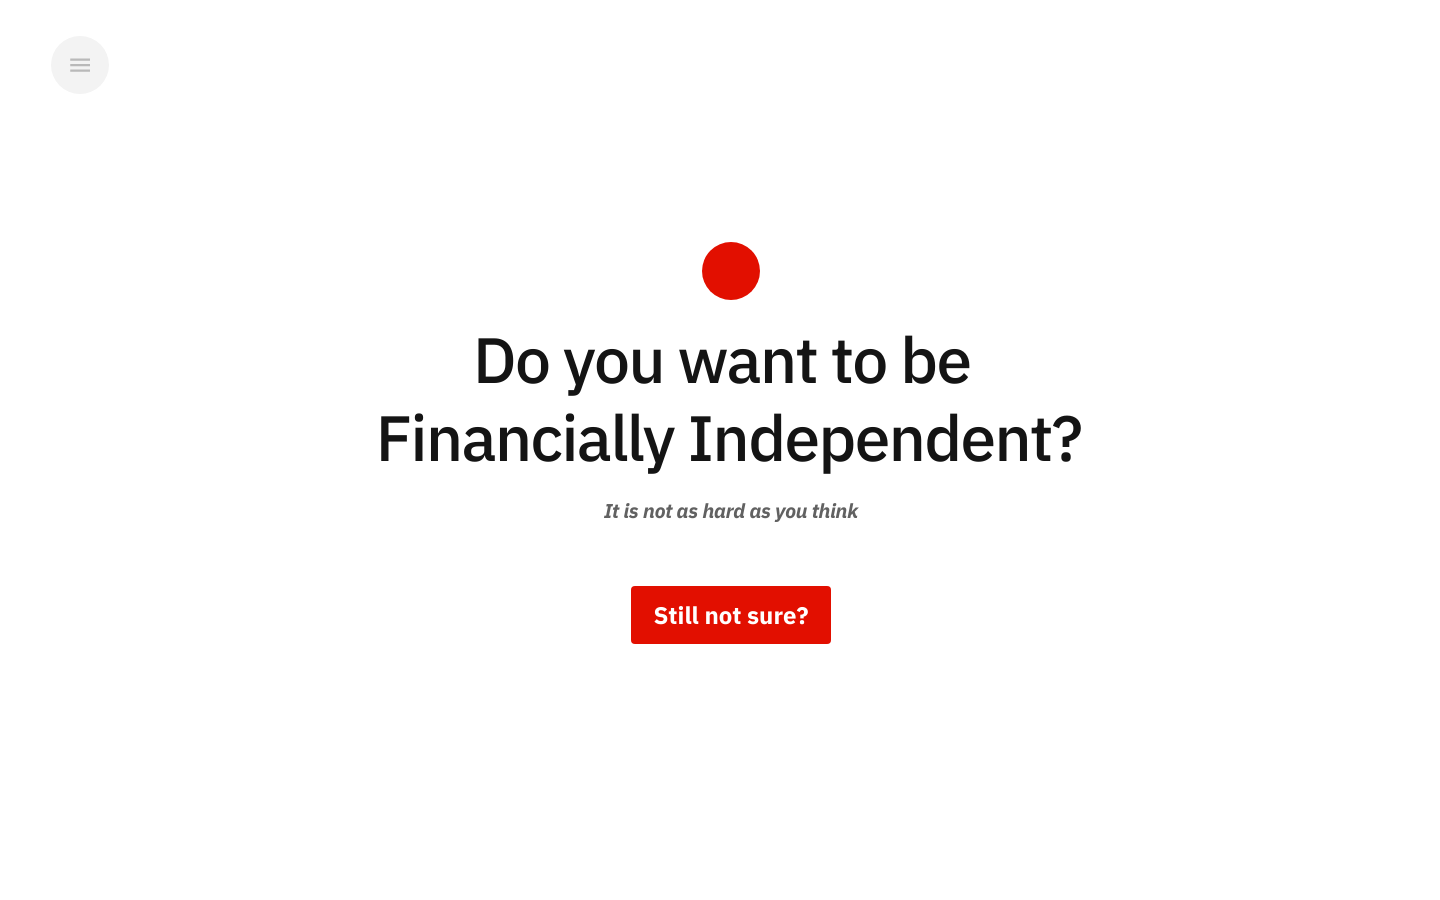 Do you want to be
Financially Independent?
It is not as hard as you think
Still not sure?